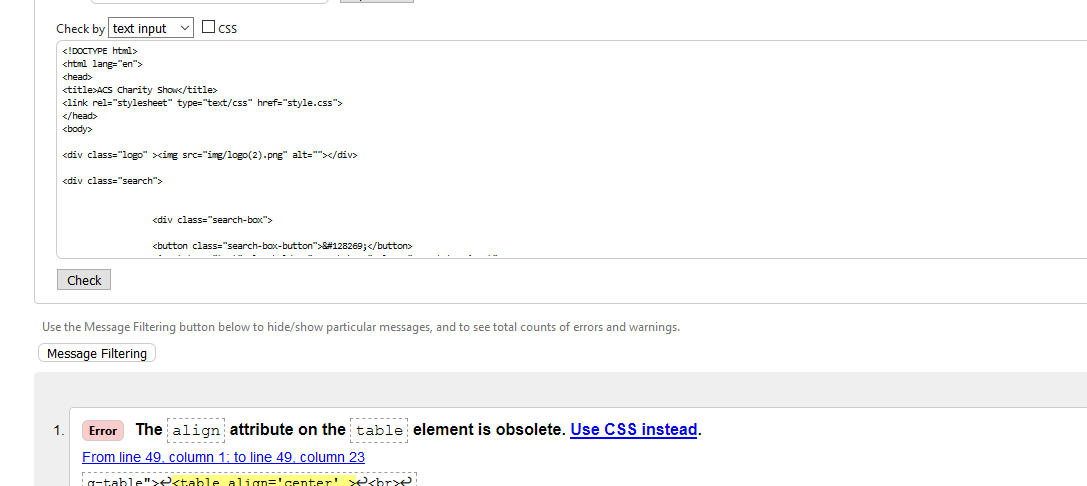 Check by text input CSS
<!DOCTYPE html>
<html lang="en">
<head>
<title>ACS Charity Show</title>
<link rel="stylesheet" type="text/css" href="style.css">
</head>
<body>
<div class="logo" ><img src="img/logo(2).png" alt=""></div>
<div class="search">
<div class="search-box">
<button class="search-box-button">&#128269;</button>
Check
Use the Message Filtering button below to hide/show particular messages, and to see total counts of errors and warnings.
Message Filtering
1. Error The align attribute on the table element is obsolete. Use CSS instead.
From line 49, column 1; to line 49, column 23
g-table">↩<table align='center' >↩<br>↩